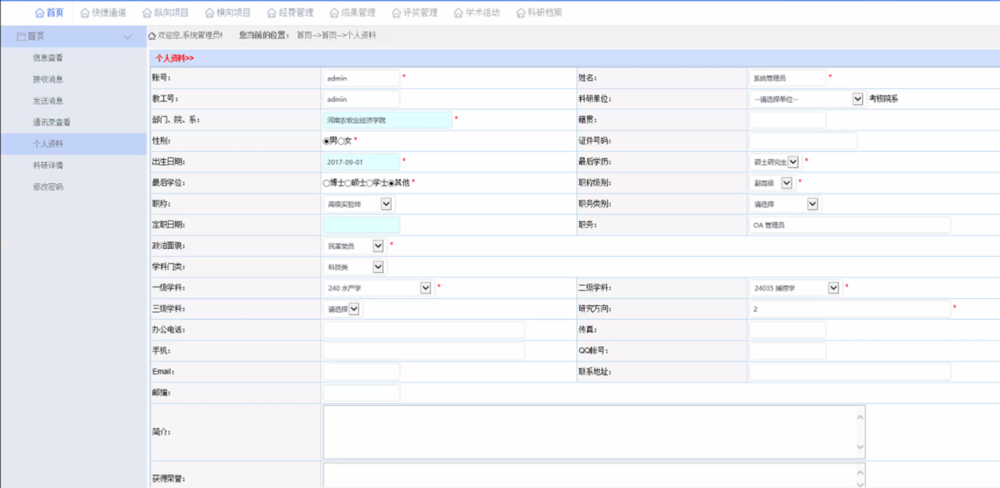 首页 快捷通道 纵向项目 横向项目 经费管理 成果管理 评奖管理 学术活动 科研档案
首页
欢迎您,系统管理员! 您当前的位置: 首页-->首页-->个人资料
信息查看
接收消息
发送消息
通讯录查看
个人资料
科研详情
修改密码
个人资料>>
账号: admin * 姓名: 系统管理员 *
教工号: admin 科研单位: --请选择单位-- 考核院系
部门、院、系: 河南农牧业经济学院 * 籍贯:
性别: 男 女 * 证件号码:
出生日期: 2017-09-01 * 最后学历: 硕士研究生 *
最后学位: 博士 硕士 学士 其他 * 职称级别: 副高级 *
职称: 高级实验师 职务类别: 请选择
定职日期: 职务: OA 管理员
政治面貌: 民革党员 *
学科门类: 科技类
一级学科: 240 水产学 * 二级学科: 24035 捕捞学 *
三级学科: 请选择 研究方向: 2 *
办公电话: 传真:
手机: QQ帐号:
Email: 联系地址:
邮编:
简介:
获得荣誉: